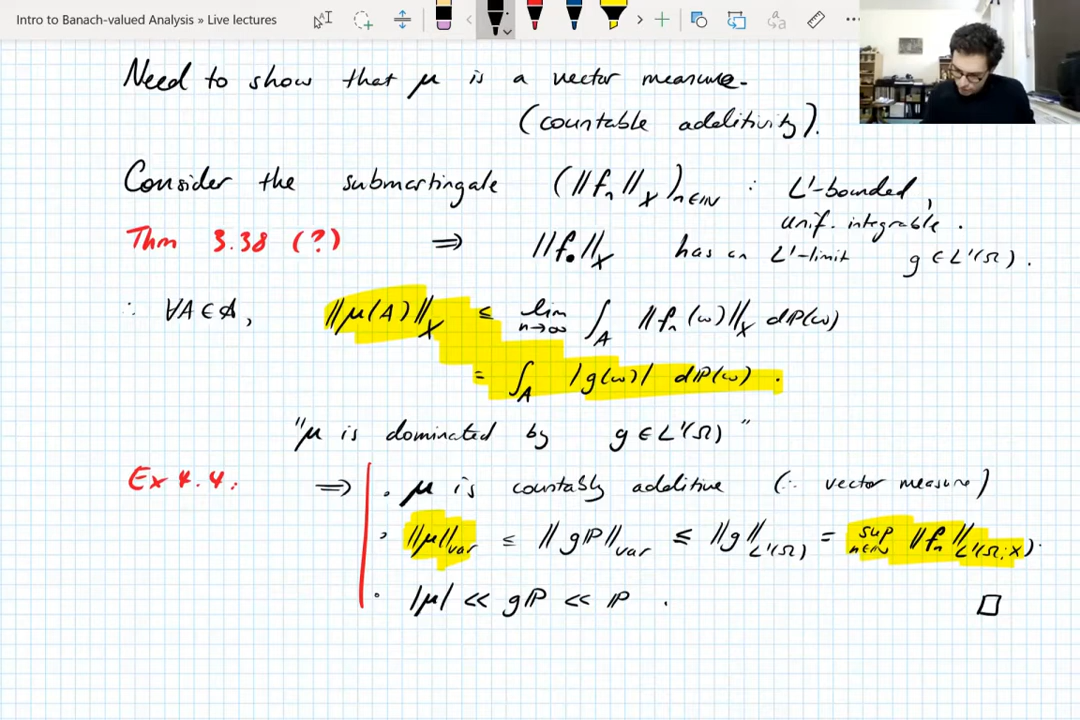 Intro to Banach-valued Analysis » Live lectures
Need to show that μ is a vector measure.
(countable additivity).
Consider the submartingale (‖fₙ‖_X)_{n∈ℕ} : L¹-bounded,
unif. integrable.
Thm 3.38 (?) ⟹ ‖f•‖_X has an L¹-limit g ∈ L¹(Ω).
∴ ∀A ∈ 𝒜, ‖μ(A)‖_X ≤ lim_{n→∞} ∫_A ‖fₙ(ω)‖_X dℙ(ω)
= ∫_A |g(ω)| dℙ(ω).
"μ is dominated by g ∈ L¹(Ω)"
Ex 4.4: ⟹ • μ is countably additive (∴ vector measure)
• ‖μ‖_var ≤ ‖gℙ‖_var ≤ ‖g‖_{L¹(Ω)} = sup_{n∈ℕ} ‖fₙ‖_{L¹(Ω;X)}.
• |μ| << gℙ << ℙ. □